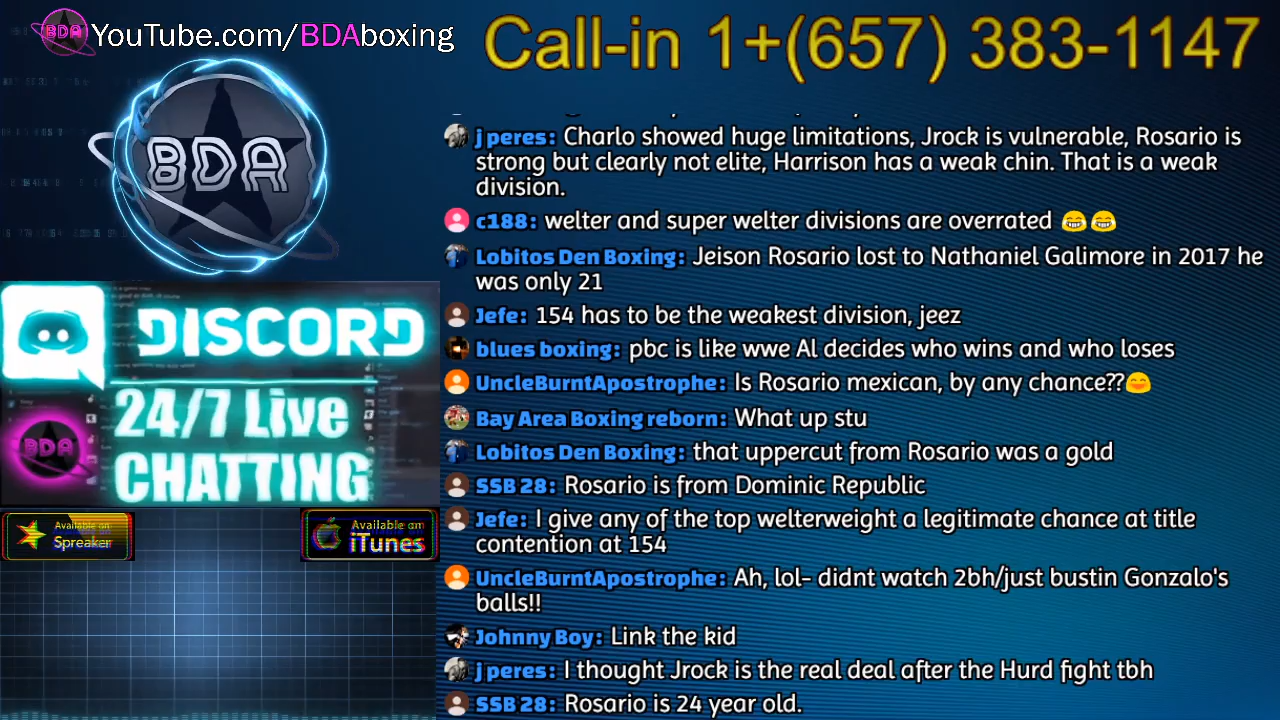 BDA YouTube.com/BDAboxing
Call-in 1+(657) 383-1147
BDA
DISCORD
24/7 Live
CHATTING
BDA
Available on
Spreaker
Available on
iTunes
j peres: Charlo showed huge limitations, Jrock is vulnerable, Rosario is
strong but clearly not elite, Harrison has a weak chin. That is a weak
division.
c188: welter and super welter divisions are overrated 😂😂
Lobitos Den Boxing: Jeison Rosario lost to Nathaniel Galimore in 2017 he
was only 21
Jefe: 154 has to be the weakest division, jeez
blues boxing: pbc is like wwe Al decides who wins and who loses
UncleBurntApostrophe: Is Rosario mexican, by any chance??😁
Bay Area Boxing reborn: What up stu
Lobitos Den Boxing: that uppercut from Rosario was a gold
SSB 28: Rosario is from Dominic Republic
Jefe: I give any of the top welterweight a legitimate chance at title
contention at 154
UncleBurntApostrophe: Ah, lol- didnt watch 2bh/just bustin Gonzalo's
balls!!
Johnny Boy: Link the kid
j peres: I thought Jrock is the real deal after the Hurd fight tbh
SSB 28: Rosario is 24 year old.